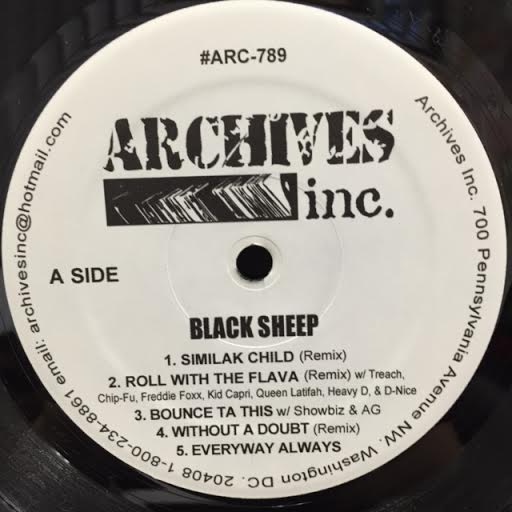 #ARC-789
ARCHIVES
inc.
A SIDE
BLACK SHEEP
1. SIMILAK CHILD (Remix)
2. ROLL WITH THE FLAVA (Remix) w/ Treach,
Chip-Fu, Freddie Foxx, Kid Capri, Queen Latifah, Heavy D, & D-Nice
3. BOUNCE TA THIS w/ Showbiz & AG
4. WITHOUT A DOUBT (Remix)
5. EVERYWAY ALWAYS
Archives Inc. 700 Pennsylvania Avenue NW. Washington DC. 20408 1-800-234-8861 email: archivesinc@hotmail.com